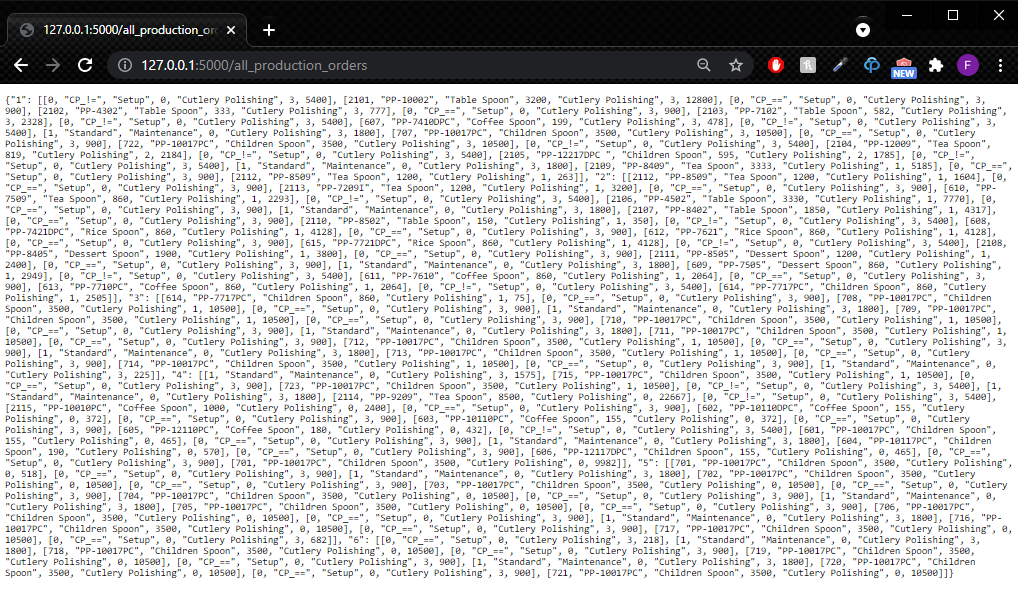 127.0.0.1:5000/all_production_or
127.0.0.1:5000/all_production_orders
NEW
F
{"1": [[0, "CP_!=", "Setup", 0, "Cutlery Polishing", 3, 5400], [2101, "PP-10002", "Table Spoon", 3200, "Cutlery Polishing", 3, 12800], [0, "CP_==", "Setup", 0, "Cutlery Polishing", 3,
900], [2102, "PP-4302", "Table Spoon", 333, "Cutlery Polishing", 3, 777], [0, "CP_==", "Setup", 0, "Cutlery Polishing", 3, 900], [2103, "PP-7102", "Table Spoon", 582, "Cutlery Polishing",
3, 2328], [0, "CP_!=", "Setup", 0, "Cutlery Polishing", 3, 5400], [607, "PP-7410DPC", "Coffee Spoon", 199, "Cutlery Polishing", 3, 478], [0, "CP_!=", "Setup", 0, "Cutlery Polishing", 3,
5400], [1, "Standard", "Maintenance", 0, "Cutlery Polishing", 3, 1800], [707, "PP-10017PC", "Children Spoon", 3500, "Cutlery Polishing", 3, 10500], [0, "CP_==", "Setup", 0, "Cutlery
Polishing", 3, 900], [722, "PP-10017PC", "Children Spoon", 3500, "Cutlery Polishing", 3, 10500], [0, "CP_!=", "Setup", 0, "Cutlery Polishing", 3, 5400], [2104, "PP-12009", "Tea Spoon",
819, "Cutlery Polishing", 2, 2184], [0, "CP_!=", "Setup", 0, "Cutlery Polishing", 3, 5400], [2105, "PP-12217DPC ", "Children Spoon", 595, "Cutlery Polishing", 2, 1785], [0, "CP_!=",
"Setup", 0, "Cutlery Polishing", 3, 5400], [1, "Standard", "Maintenance", 0, "Cutlery Polishing", 3, 1800], [2109, "PP-8409", "Tea Spoon", 3333, "Cutlery Polishing", 1, 5185], [0, "CP_==",
"Setup", 0, "Cutlery Polishing", 3, 900], [2112, "PP-8509", "Tea Spoon", 1200, "Cutlery Polishing", 1, 263]], "2": [[2112, "PP-8509", "Tea Spoon", 1200, "Cutlery Polishing", 1, 1604], [0,
"CP_==", "Setup", 0, "Cutlery Polishing", 3, 900], [2113, "PP-7209I", "Tea Spoon", 1200, "Cutlery Polishing", 1, 3200], [0, "CP_==", "Setup", 0, "Cutlery Polishing", 3, 900], [610, "PP-
7509", "Tea Spoon", 860, "Cutlery Polishing", 1, 2293], [0, "CP_!=", "Setup", 0, "Cutlery Polishing", 3, 5400], [2106, "PP-4502", "Table Spoon", 3330, "Cutlery Polishing", 1, 7770], [0,
"CP_==", "Setup", 0, "Cutlery Polishing", 3, 900], [1, "Standard", "Maintenance", 0, "Cutlery Polishing", 3, 1800], [2107, "PP-8402", "Table Spoon", 1850, "Cutlery Polishing", 1, 4317],
[0, "CP_==", "Setup", 0, "Cutlery Polishing", 3, 900], [2110, "PP-8502", "Table Spoon", 150, "Cutlery Polishing", 1, 350], [0, "CP_!=", "Setup", 0, "Cutlery Polishing", 3, 5400], [608,
"PP-7421DPC", "Rice Spoon", 860, "Cutlery Polishing", 1, 4128], [0, "CP_==", "Setup", 0, "Cutlery Polishing", 3, 900], [612, "PP-7621", "Rice Spoon", 860, "Cutlery Polishing", 1, 4128],
[0, "CP_==", "Setup", 0, "Cutlery Polishing", 3, 900], [615, "PP-7721DPC", "Rice Spoon", 860, "Cutlery Polishing", 1, 4128], [0, "CP_!=", "Setup", 0, "Cutlery Polishing", 3, 5400], [2108,
"PP-8405", "Dessert Spoon", 1900, "Cutlery Polishing", 1, 3800], [0, "CP_==", "Setup", 0, "Cutlery Polishing", 3, 900], [2111, "PP-8505", "Dessert Spoon", 1200, "Cutlery Polishing", 1,
2400], [0, "CP_==", "Setup", 0, "Cutlery Polishing", 3, 900], [1, "Standard", "Maintenance", 0, "Cutlery Polishing", 3, 1800], [609, "PP-7505", "Dessert Spoon", 860, "Cutlery Polishing",
1, 2949], [0, "CP_!=", "Setup", 0, "Cutlery Polishing", 3, 5400], [611, "PP-7610", "Coffee Spoon", 860, "Cutlery Polishing", 1, 2064], [0, "CP_==", "Setup", 0, "Cutlery Polishing", 3,
900], [613, "PP-7710PC", "Coffee Spoon", 860, "Cutlery Polishing", 1, 2064], [0, "CP_!=", "Setup", 0, "Cutlery Polishing", 3, 5400], [614, "PP-7717PC", "Children Spoon", 860, "Cutlery
Polishing", 1, 2505]], "3": [[614, "PP-7717PC", "Children Spoon", 860, "Cutlery Polishing", 1, 75], [0, "CP_==", "Setup", 0, "Cutlery Polishing", 3, 900], [708, "PP-10017PC", "Children
Spoon", 3500, "Cutlery Polishing", 1, 10500], [0, "CP_==", "Setup", 0, "Cutlery Polishing", 3, 900], [1, "Standard", "Maintenance", 0, "Cutlery Polishing", 3, 1800], [709, "PP-10017PC",
"Children Spoon", 3500, "Cutlery Polishing", 1, 10500], [0, "CP_==", "Setup", 0, "Cutlery Polishing", 3, 900], [710, "PP-10017PC", "Children Spoon", 3500, "Cutlery Polishing", 1, 10500],
[0, "CP_==", "Setup", 0, "Cutlery Polishing", 3, 900], [1, "Standard", "Maintenance", 0, "Cutlery Polishing", 3, 1800], [711, "PP-10017PC", "Children Spoon", 3500, "Cutlery Polishing", 1,
10500], [0, "CP_==", "Setup", 0, "Cutlery Polishing", 3, 900], [712, "PP-10017PC", "Children Spoon", 3500, "Cutlery Polishing", 1, 10500], [0, "CP_==", "Setup", 0, "Cutlery Polishing", 3,
900], [1, "Standard", "Maintenance", 0, "Cutlery Polishing", 3, 1800], [713, "PP-10017PC", "Children Spoon", 3500, "Cutlery Polishing", 1, 10500], [0, "CP_==", "Setup", 0, "Cutlery
Polishing", 3, 900], [714, "PP-10017PC", "Children Spoon", 3500, "Cutlery Polishing", 1, 10500], [0, "CP_==", "Setup", 0, "Cutlery Polishing", 3, 900], [1, "Standard", "Maintenance", 0,
"Cutlery Polishing", 3, 225]], "4": [[1, "Standard", "Maintenance", 0, "Cutlery Polishing", 3, 1575], [715, "PP-10017PC", "Children Spoon", 3500, "Cutlery Polishing", 1, 10500], [0,
"CP_==", "Setup", 0, "Cutlery Polishing", 3, 900], [723, "PP-10017PC", "Children Spoon", 3500, "Cutlery Polishing", 1, 10500], [0, "CP_!=", "Setup", 0, "Cutlery Polishing", 3, 5400], [1,
"Standard", "Maintenance", 0, "Cutlery Polishing", 3, 1800], [2114, "PP-9209", "Tea Spoon", 8500, "Cutlery Polishing", 0, 22667], [0, "CP_!=", "Setup", 0, "Cutlery Polishing", 3, 5400],
[2115, "PP-10010PC", "Coffee Spoon", 1000, "Cutlery Polishing", 0, 2400], [0, "CP_==", "Setup", 0, "Cutlery Polishing", 3, 900], [602, "PP-10110DPC", "Coffee Spoon", 155, "Cutlery
Polishing", 0, 372], [0, "CP_==", "Setup", 0, "Cutlery Polishing", 3, 900], [603, "PP-10110PC", "Coffee Spoon", 155, "Cutlery Polishing", 0, 372], [0, "CP_==", "Setup", 0, "Cutlery
Polishing", 3, 900], [605, "PP-12110PC", "Coffee Spoon", 180, "Cutlery Polishing", 0, 432], [0, "CP_!=", "Setup", 0, "Cutlery Polishing", 3, 5400], [601, "PP-10017PC", "Children Spoon",
155, "Cutlery Polishing", 0, 465], [0, "CP_==", "Setup", 0, "Cutlery Polishing", 3, 900], [1, "Standard", "Maintenance", 0, "Cutlery Polishing", 3, 1800], [604, "PP-10117PC", "Children
Spoon", 190, "Cutlery Polishing", 0, 570], [0, "CP_==", "Setup", 0, "Cutlery Polishing", 3, 900], [606, "PP-12117DPC", "Children Spoon", 155, "Cutlery Polishing", 0, 465], [0, "CP_==",
"Setup", 0, "Cutlery Polishing", 3, 900], [701, "PP-10017PC", "Children Spoon", 3500, "Cutlery Polishing", 0, 9982]], "5": [[701, "PP-10017PC", "Children Spoon", 3500, "Cutlery Polishing",
0, 518], [0, "CP_==", "Setup", 0, "Cutlery Polishing", 3, 900], [1, "Standard", "Maintenance", 0, "Cutlery Polishing", 3, 1800], [702, "PP-10017PC", "Children Spoon", 3500, "Cutlery
Polishing", 0, 10500], [0, "CP_==", "Setup", 0, "Cutlery Polishing", 3, 900], [703, "PP-10017PC", "Children Spoon", 3500, "Cutlery Polishing", 0, 10500], [0, "CP_==", "Setup", 0, "Cutlery
Polishing", 3, 900], [704, "PP-10017PC", "Children Spoon", 3500, "Cutlery Polishing", 0, 10500], [0, "CP_==", "Setup", 0, "Cutlery Polishing", 3, 900], [1, "Standard", "Maintenance", 0,
"Cutlery Polishing", 3, 1800], [705, "PP-10017PC", "Children Spoon", 3500, "Cutlery Polishing", 0, 10500], [0, "CP_==", "Setup", 0, "Cutlery Polishing", 3, 900], [706, "PP-10017PC",
"Children Spoon", 3500, "Cutlery Polishing", 0, 10500], [0, "CP_==", "Setup", 0, "Cutlery Polishing", 3, 900], [1, "Standard", "Maintenance", 0, "Cutlery Polishing", 3, 1800], [716, "PP-
10017PC", "Children Spoon", 3500, "Cutlery Polishing", 0, 10500], [0, "CP_==", "Setup", 0, "Cutlery Polishing", 3, 900], [717, "PP-10017PC", "Children Spoon", 3500, "Cutlery Polishing", 0,
10500], [0, "CP_==", "Setup", 0, "Cutlery Polishing", 3, 682]], "6": [[0, "CP_==", "Setup", 0, "Cutlery Polishing", 3, 218], [1, "Standard", "Maintenance", 0, "Cutlery Polishing", 3,
1800], [718, "PP-10017PC", "Children Spoon", 3500, "Cutlery Polishing", 0, 10500], [0, "CP_==", "Setup", 0, "Cutlery Polishing", 3, 900], [719, "PP-10017PC", "Children Spoon", 3500,
"Cutlery Polishing", 0, 10500], [0, "CP_==", "Setup", 0, "Cutlery Polishing", 3, 900], [1, "Standard", "Maintenance", 0, "Cutlery Polishing", 3, 1800], [720, "PP-10017PC", "Children
Spoon", 3500, "Cutlery Polishing", 0, 10500], [0, "CP_==", "Setup", 0, "Cutlery Polishing", 3, 900], [721, "PP-10017PC", "Children Spoon", 3500, "Cutlery Polishing", 0, 10500]]}